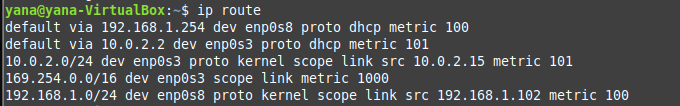 yana@yana-VirtualBox:~$ ip route
default via 192.168.1.254 dev enp0s8 proto dhcp metric 100
default via 10.0.2.2 dev enp0s3 proto dhcp metric 101
10.0.2.0/24 dev enp0s3 proto kernel scope link src 10.0.2.15 metric 101
169.254.0.0/16 dev enp0s3 scope link metric 1000
192.168.1.0/24 dev enp0s8 proto kernel scope link src 192.168.1.102 metric 100